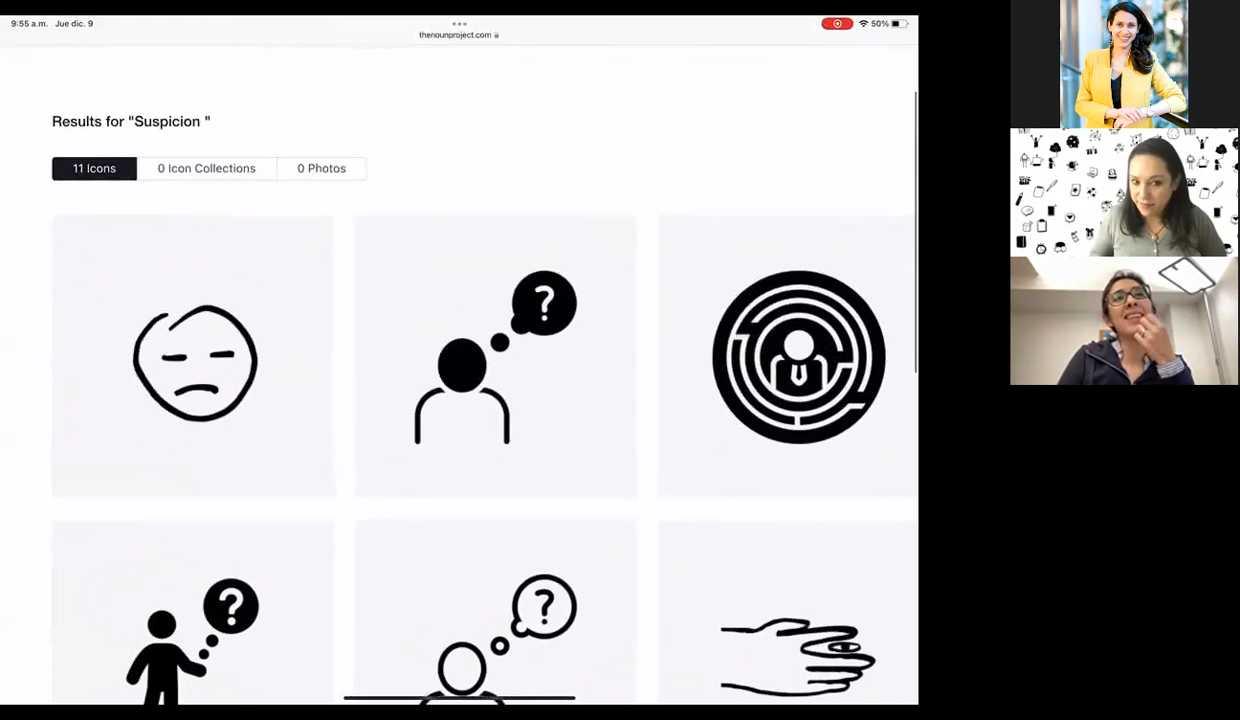 9:55 a.m. Jue dic. 9
50%
thenounproject.com
Results for "Suspicion "
11 Icons
0 Icon Collections
0 Photos
?
?
?